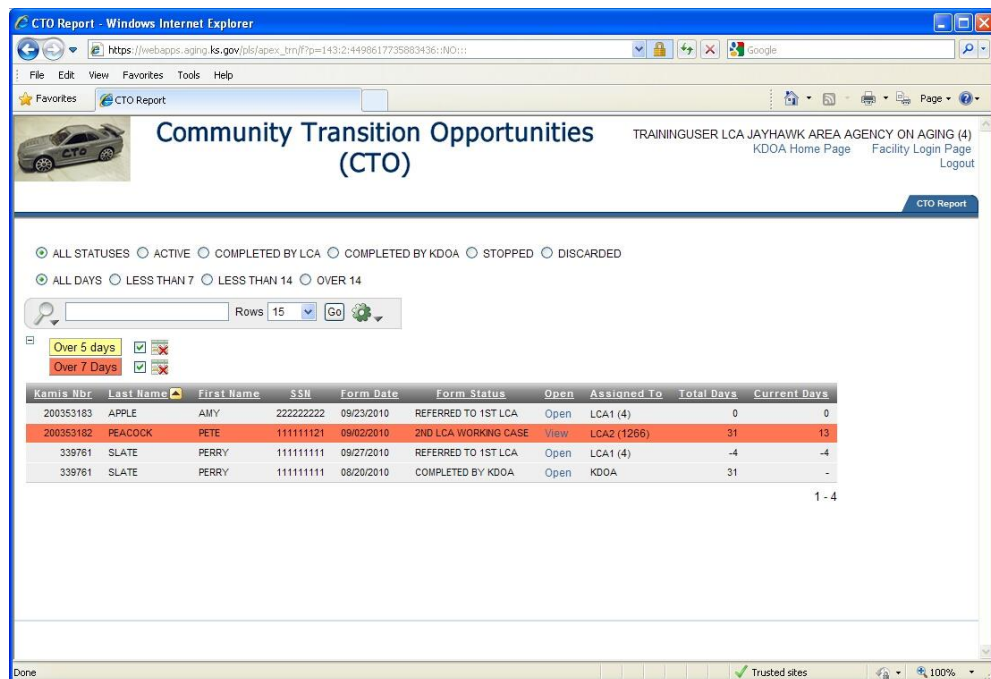 CTO Report - Windows Internet Explorer
https://webapps.aging.ks.gov/pls/apex_trn/f?p=143:2:4498617735883436::NO:::
Google
File Edit View Favorites Tools Help
Favorites CTO Report Page
CTO
Community Transition Opportunities
(CTO)
TRAININGUSER LCA JAYHAWK AREA AGENCY ON AGING (4)
KDOA Home Page Facility Login Page
Logout
CTO Report
ALL STATUSES ACTIVE COMPLETED BY LCA COMPLETED BY KDOA STOPPED DISCARDED
ALL DAYS LESS THAN 7 LESS THAN 14 OVER 14
Rows 15 Go
Over 5 days
Over 7 Days
Kamis Nbr Last Name First Name SSN Form Date Form Status Open Assigned To Total Days Current Days
200353183 APPLE AMY 222222222 09/23/2010 REFERRED TO 1ST LCA Open LCA1 (4) 0 0
200353182 PEACOCK PETE 111111121 09/02/2010 2ND LCA WORKING CASE View LCA2 (1266) 31 13
339761 SLATE PERRY 111111111 09/27/2010 REFERRED TO 1ST LCA Open LCA1 (4) -4 -4
339761 SLATE PERRY 111111111 08/20/2010 COMPLETED BY KDOA Open KDOA 31 -
1 - 4
Done Trusted sites 100%